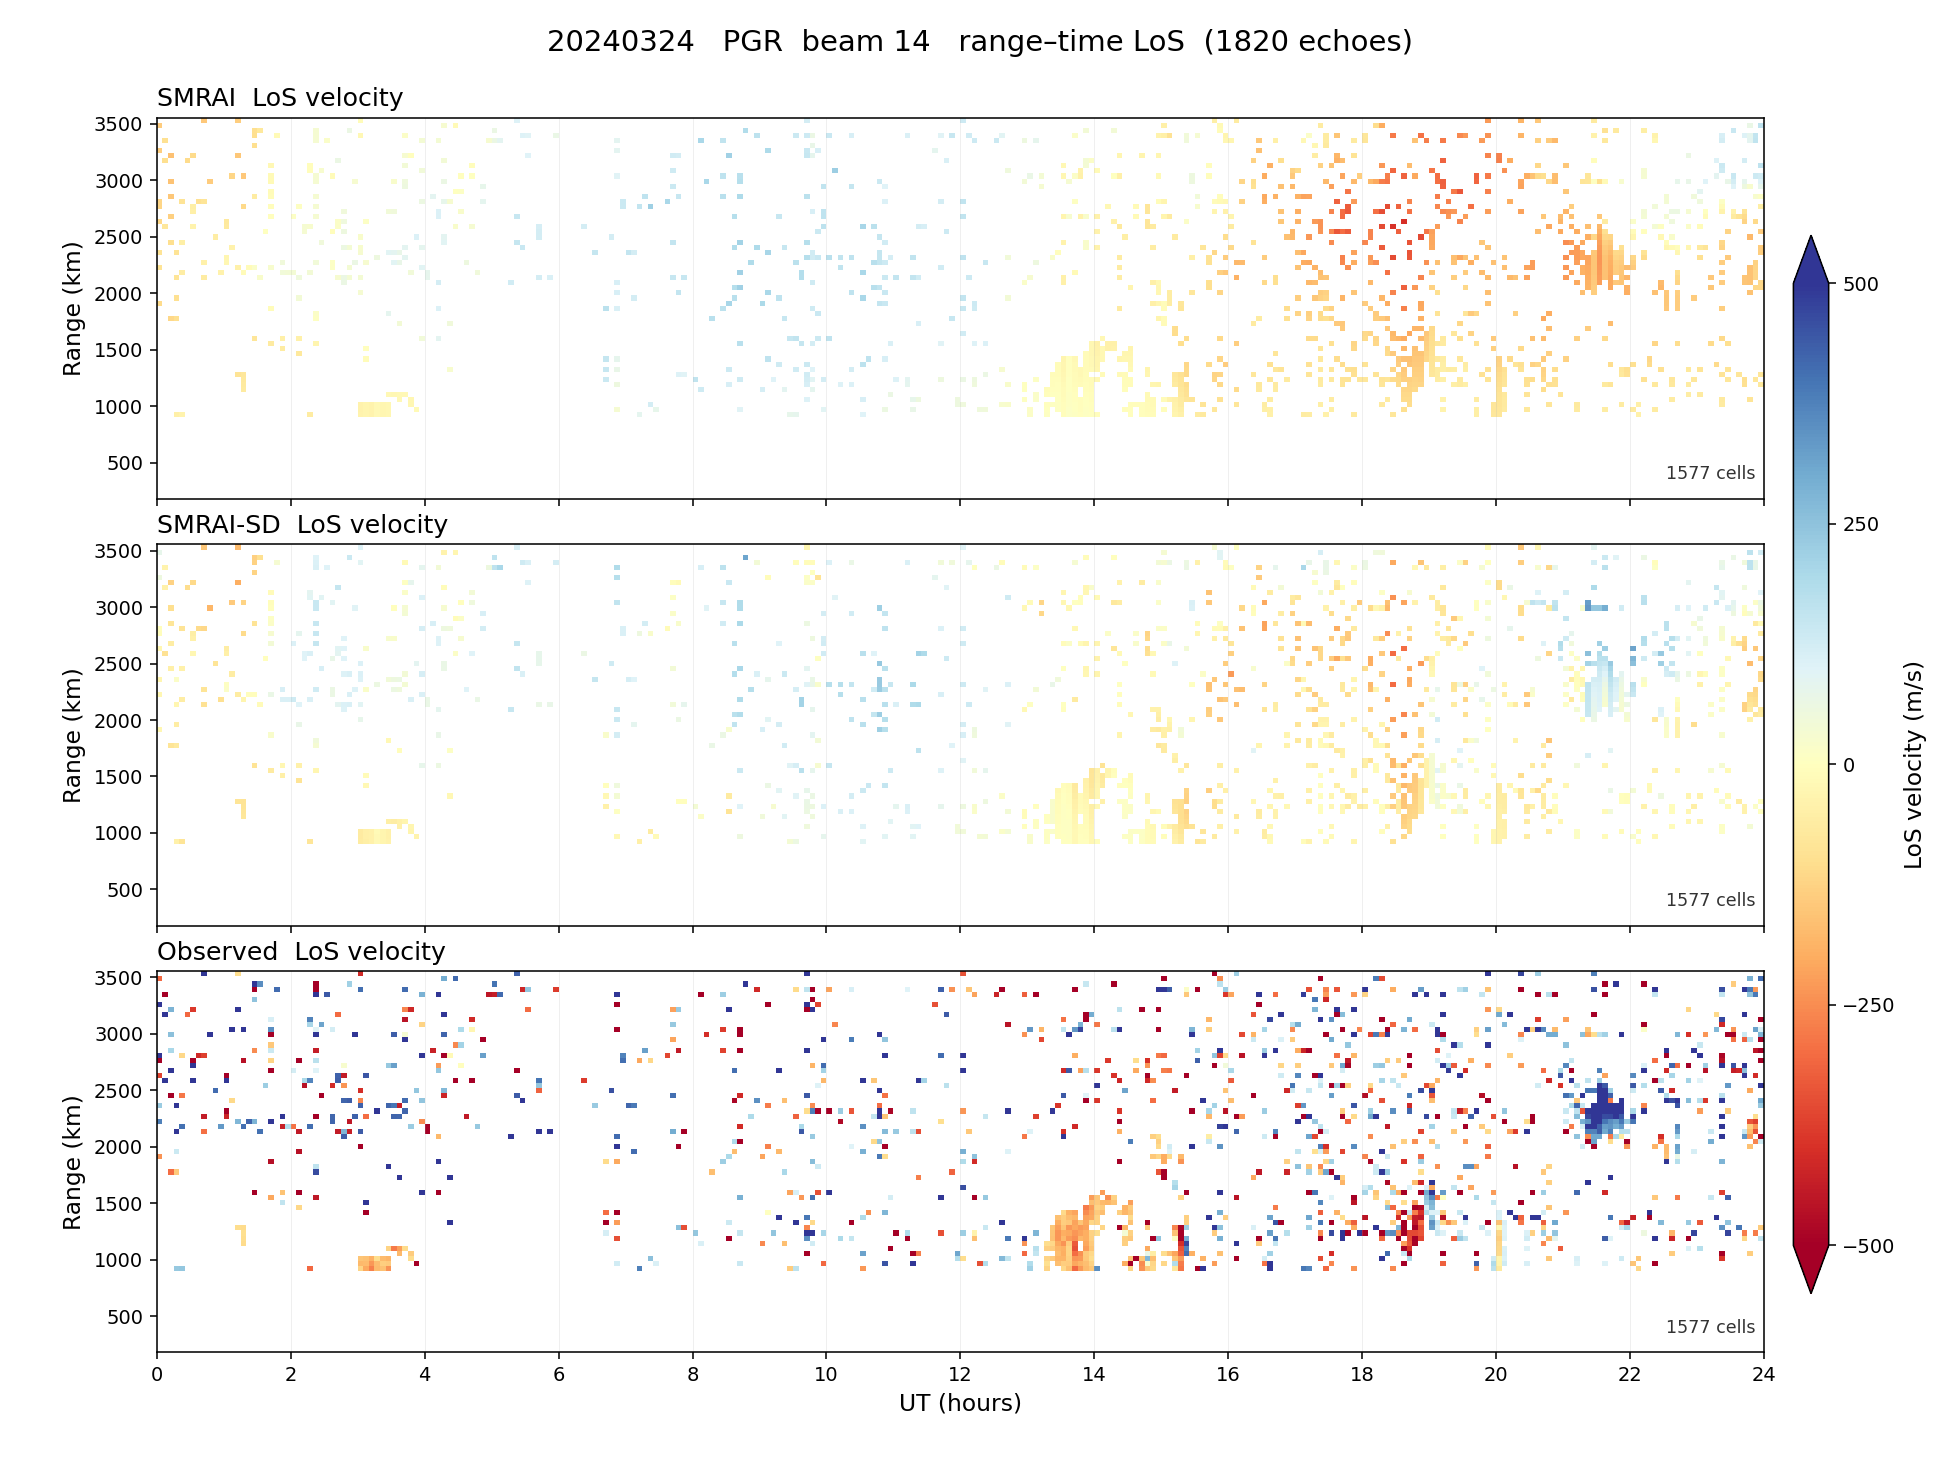 20240324   PGR  beam 14   range–time LoS  (1820 echoes)
SMRAI  LoS velocity
3500
3000
2500
2000
1500
1000
500
Range (km)
1577 cells
SMRAI-SD  LoS velocity
3500
3000
2500
2000
1500
1000
500
Range (km)
1577 cells
Observed  LoS velocity
3500
3000
2500
2000
1500
1000
500
Range (km)
1577 cells
0 2 4 6 8 10 12 14 16 18 20 22 24
UT (hours)
500
250
0
−250
−500
LoS velocity (m/s)